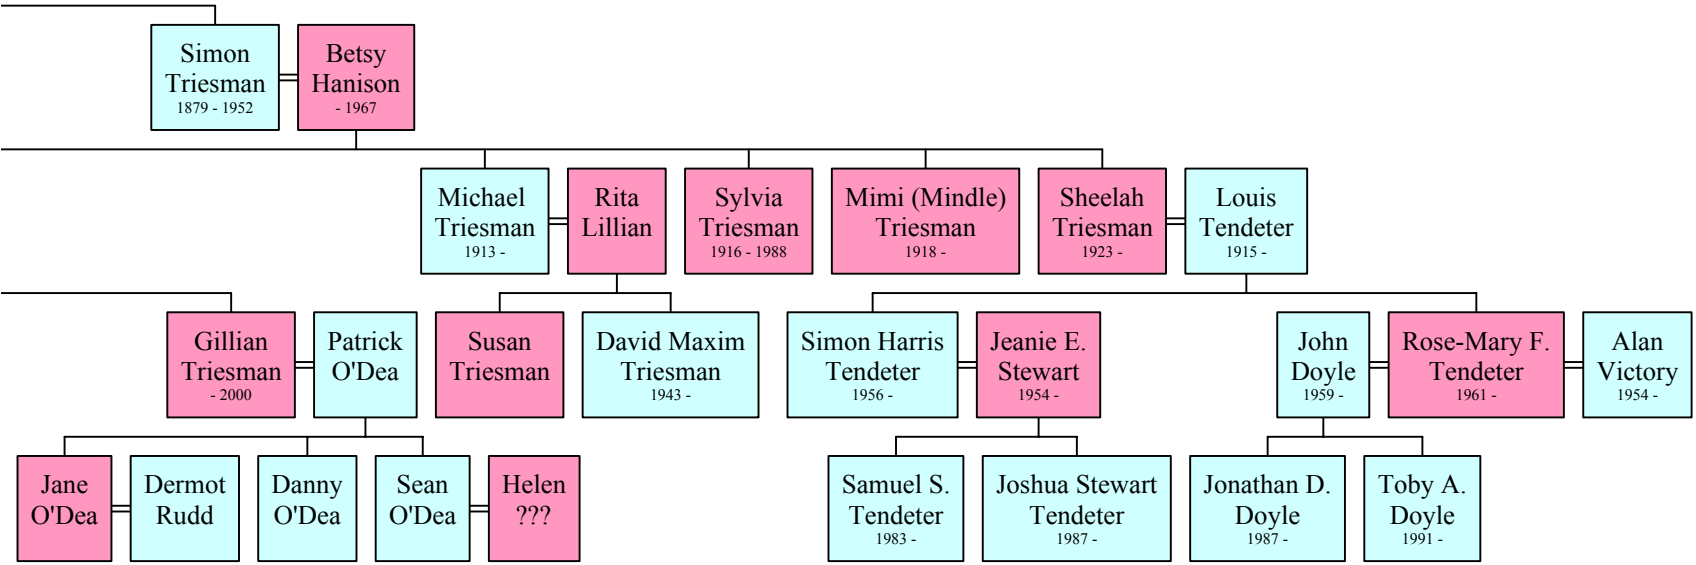 Simon
Triesman
1879 - 1952
Betsy
Hanison
- 1967
Michael
Triesman
1913 -
Rita
Lillian
Sylvia
Triesman
1916 - 1988
Mimi (Mindle)
Triesman
1918 -
Sheelah
Triesman
1923 -
Louis
Tendeter
1915 -
Gillian
Triesman
- 2000
Patrick
O'Dea
Susan
Triesman
David Maxim
Triesman
1943 -
Simon Harris
Tendeter
1956 -
Jeanie E.
Stewart
1954 -
John
Doyle
1959 -
Rose-Mary F.
Tendeter
1961 -
Alan
Victory
1954 -
Jane
O'Dea
Dermot
Rudd
Danny
O'Dea
Sean
O'Dea
Helen
???
Samuel S.
Tendeter
1983 -
Joshua Stewart
Tendeter
1987 -
Jonathan D.
Doyle
1987 -
Toby A.
Doyle
1991 -